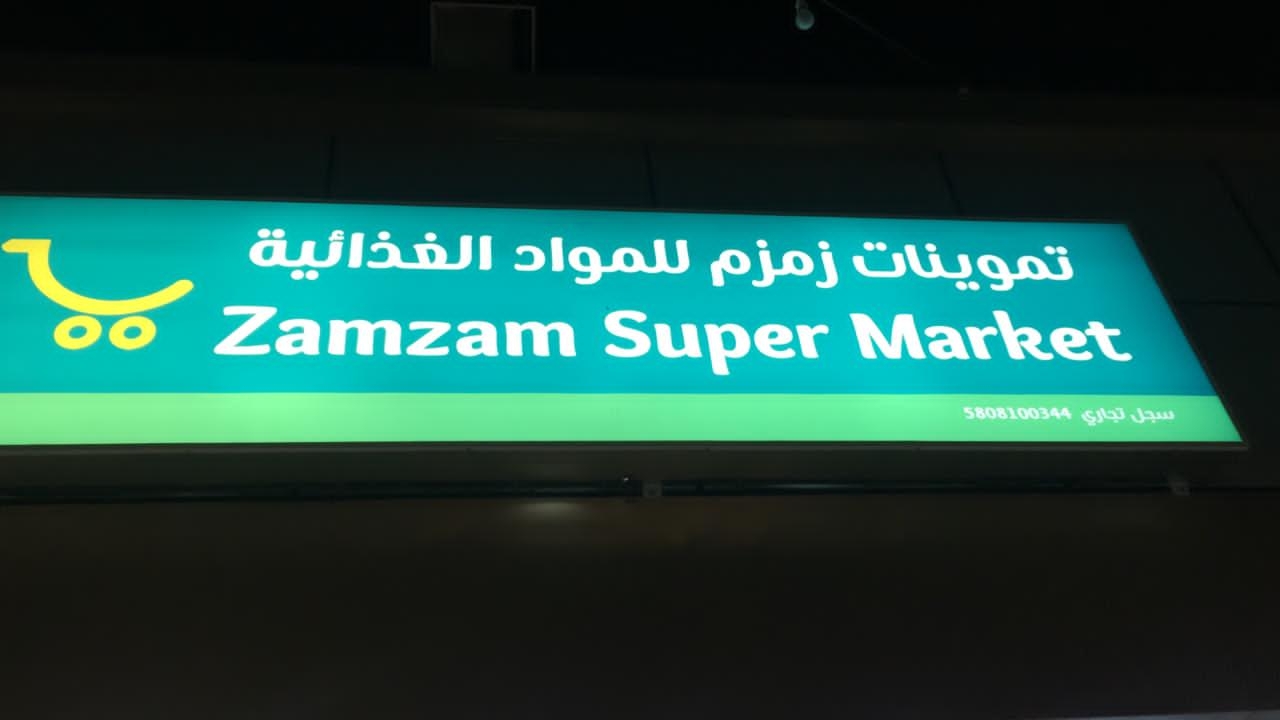 تموينات زمزم للمواد الغذائية
Zamzam Super Market
سجل تجاري 5808100344